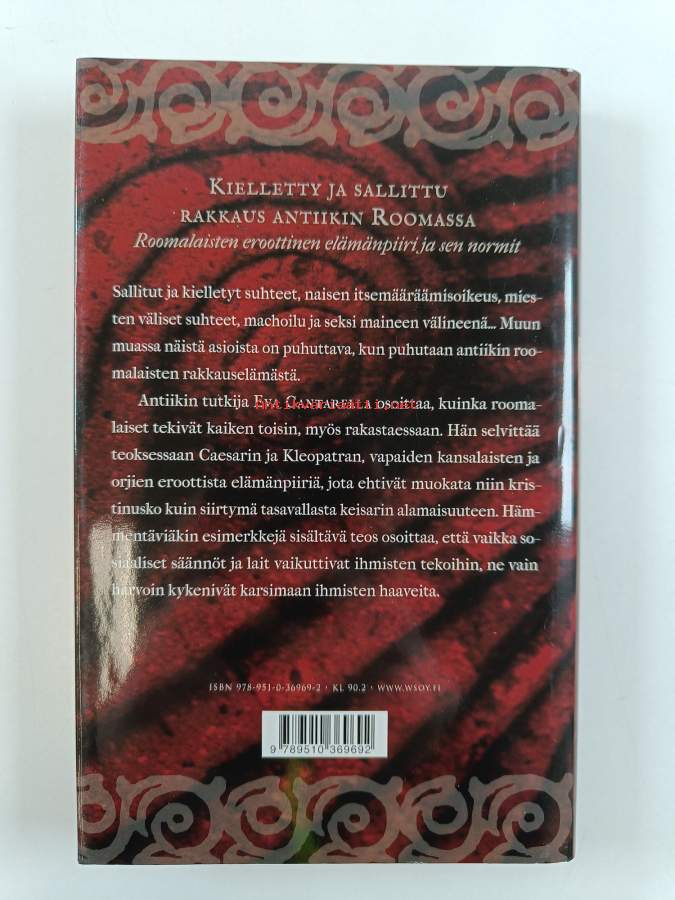 KIELLETTY JA SALLITTU
RAKKAUS ANTIIKIN ROOMASSA
Roomalaisten eroottinen elämänpiiri ja sen normit
Sallitut ja kielletyt suhteet, naisen itsemääräämisoikeus, mies-
ten väliset suhteet, machoilu ja seksi maineen välineenä... Muun
muassa näistä asioista on puhuttava, kun puhutaan antiikin roo-
malaisten rakkauselämästä.
Antiikin tutkija EVA CANTARELLA osoittaa, kuinka rooma-
laiset tekivät kaiken toisin, myös rakastaessaan. Hän selvittää
teoksessaan Caesarin ja Kleopatran, vapaiden kansalaisten ja
orjien eroottista elämänpiiriä, jota ehtivät muokata niin kris-
tinusko kuin siirtymä tasavallasta keisarin alamaisuuteen. Häm-
mentäviäkin esimerkkejä sisältävä teos osoittaa, että vaikka so-
siaaliset säännöt ja lait vaikuttivat ihmisten tekoihin, ne vain
harvoin kykenivät karsimaan ihmisten haaveita.
ISBN 978-951-0-36969-2 · KL 90.2 · WWW.WSOY.FI
9 789510 369692